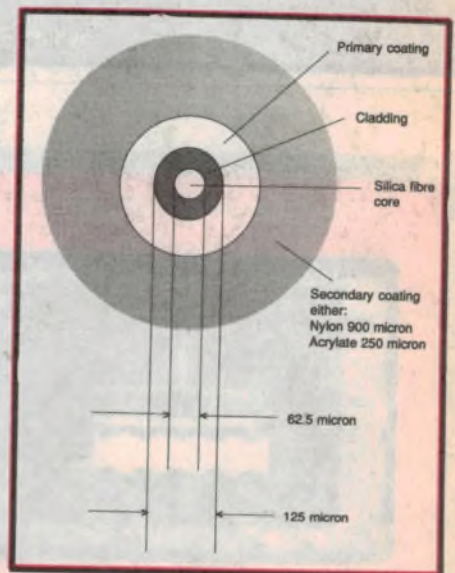 Primary coating
Cladding
Silica fibre
core
Secondary coating
either:
Nylon 900 micron
Acrylate 250 micron
62.5 micron
125 micron